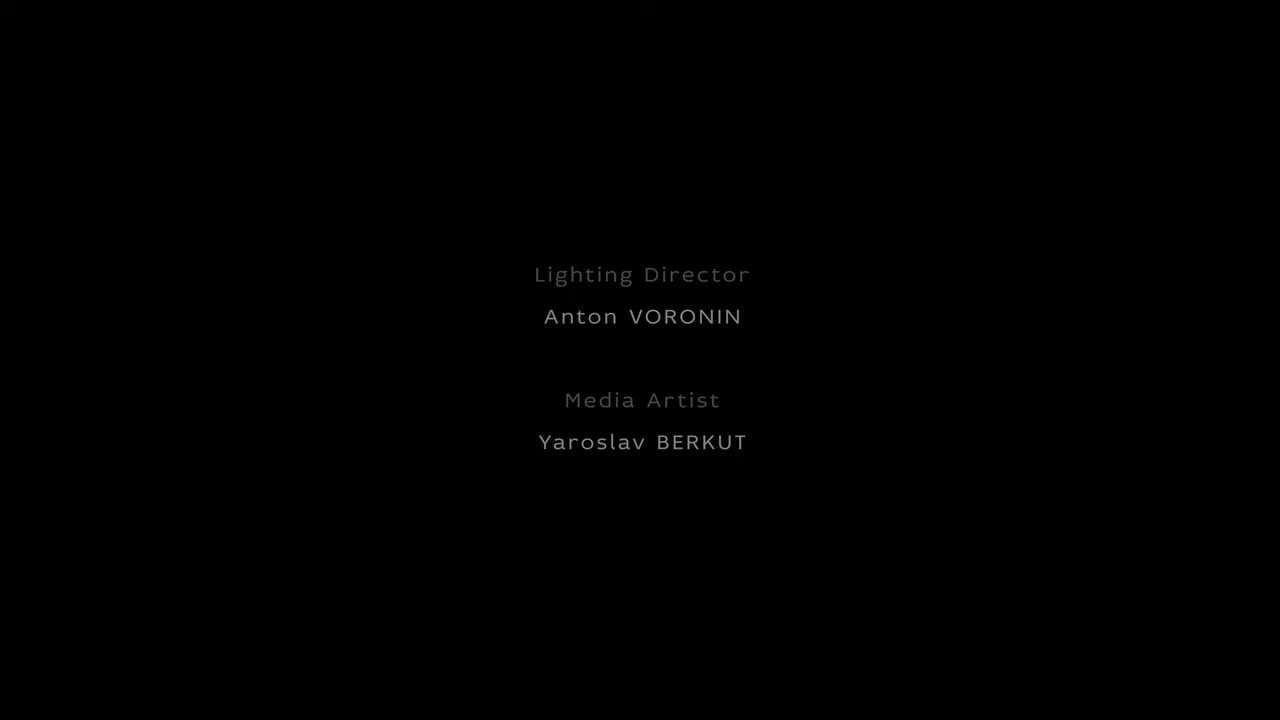 Lighting Director
Anton VORONIN
Media Artist
Yaroslav BERKUT